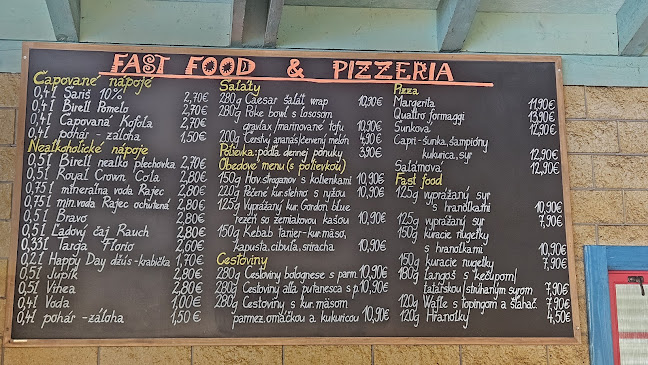 FAST FOOD & PIZZERIA
Čapované nápoje
0,4l Šariš 10% 2,70€
0,4l Birell Pomelo 2,70€
0,4l Čapovaná Kofola 2,70€
0,4l pohár - záloha 1,50€
Nealkoholické nápoje
0,5l Birell nealko plechovka 2,70€
0,5l Royal Crown Cola 2,80€
0,75l minerálna voda Rajec 2,80€
0,75l min.voda Rajec ochutená 2,80€
0,5l Bravo 2,80€
0,5l Ľadový čaj Rauch 2,80€
0,33l Targa Florio 2,60€
0,2l Happy Day džús-krabička 1,70€
0,5l Jupík 2,80€
0,5l Vinea 2,80€
0,4l Voda 1,00€
0,4l pohár - záloha 1,50€
Saláty
280g Caesar šalát wrap 10,90€
280g Poke bowl s lososom
gravlax/marinované tofu 10,90€
200g Čerstvý ananás/červený melón 4,90€
Polievka: podľa dennej ponuky 3,90€
Obedové menu (s polievkou)
150g Hov. stroganov s kolienkami 10,90€
220g Pečené kur.stehno s ryžou 10,90€
125g Vyprážaný kur. Gordon blue
rezeň so zemiakovou kašou 10,90€
150g Kebab tanier-kur.mäso,
kapusta, cibuľa, sriracha 10,90€
Cestoviny
280g Cestoviny bolognese s parm. 10,90€
280g Cestoviny alla putanesca s p. 10,90€
280g Cestoviny s kur. mäsom
parmez. omáčkou a kukuricou 10,90€
Pizza
Margerita 11,90€
Quattro formaggi 13,90€
Šunková 12,90€
Capri-šunka, šampióny
kukurica, syr 12,90€
Salámová 12,90€
Fast food
125g vyprážaný syr
s hranolkami 10,90€
125g vyprážaný syr 7,90€
150g kuracie nugetky
s hranolkami 10,90€
150g kuracie nugetky 7,90€
180g Langoš s kečupom/
tatárskou/strúhaným syrom 7,90€
120g Wafle s topingom a šľahač. 7,90€
120g Hranolky 4,50€